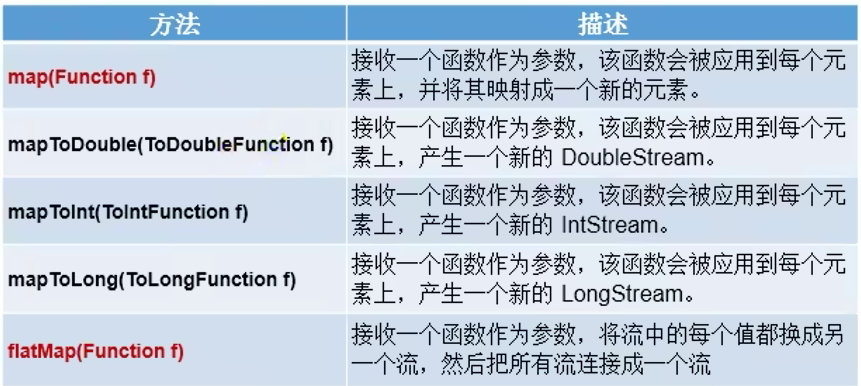 方法
描述
map(Function f)
接收一个函数作为参数，该函数会被应用到每个元
素上，并将其映射成一个新的元素。
mapToDouble(ToDoubleFunction f)
接收一个函数作为参数，该函数会被应用到每个元
素上，产生一个新的 DoubleStream。
mapToInt(ToIntFunction f)
接收一个函数作为参数，该函数会被应用到每个元
素上，产生一个新的 IntStream。
mapToLong(ToLongFunction f)
接收一个函数作为参数，该函数会被应用到每个元
素上，产生一个新的 LongStream。
flatMap(Function f)
接收一个函数作为参数，将流中的每个值都换成另
一个流，然后把所有流连接成一个流